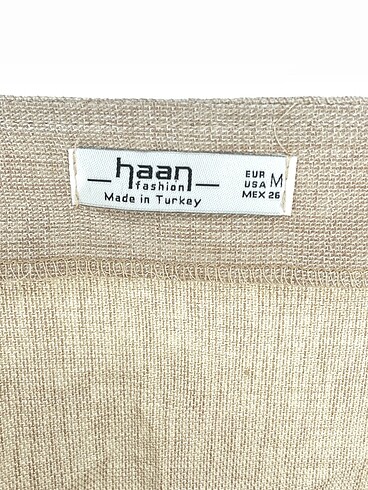 haan
fashion
Made in Turkey
EUR
USA M
MEX 26